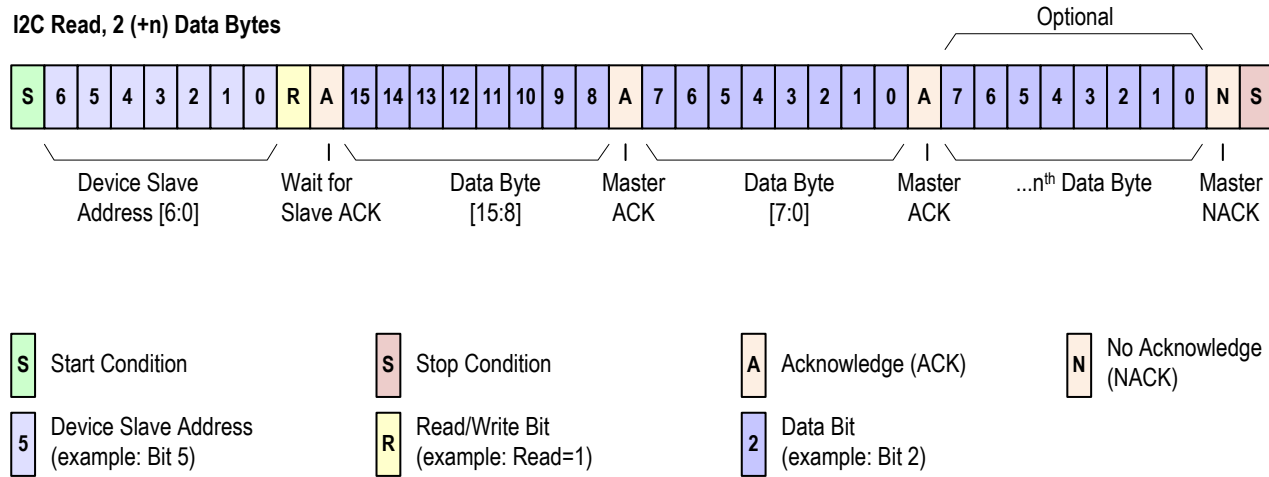 Optional
I2C Read, 2 (+n) Data Bytes
S 6 5 4 3 2 1 0 R A 15 14 13 12 11 10 9 8 A 7 6 5 4 3 2 1 0 A 7 6 5 4 3 2 1 0 N S
Device Slave Address [6:0]
Wait for Slave ACK
Data Byte [15:8]
Master ACK
Data Byte [7:0]
Master ACK
...nth Data Byte
Master NACK
S Start Condition
S Stop Condition
A Acknowledge (ACK)
N No Acknowledge (NACK)
5 Device Slave Address (example: Bit 5)
R Read/Write Bit (example: Read=1)
2 Data Bit (example: Bit 2)